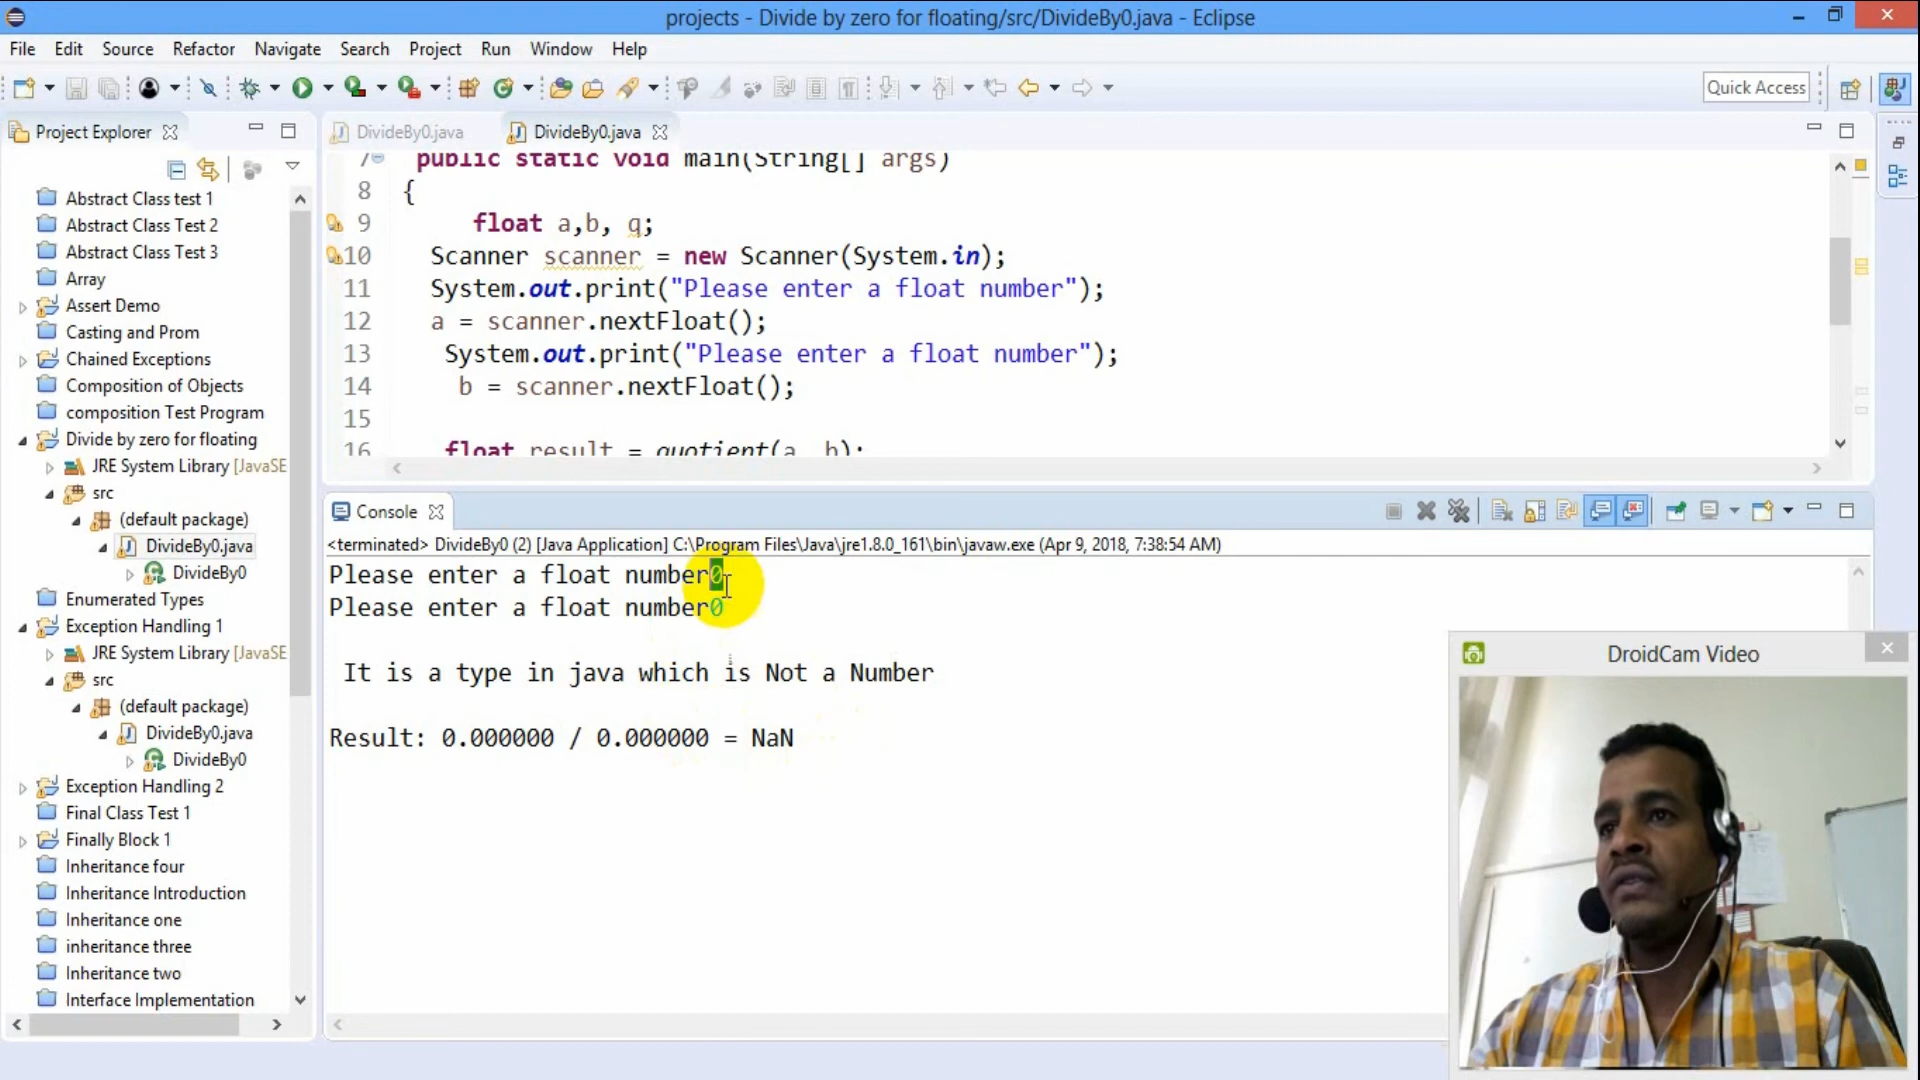 projects - Divide by zero for floating/src/DivideBy0.java - Eclipse
File Edit Source Refactor Navigate Search Project Run Window Help
Quick Access
Project Explorer
Abstract Class test 1
Abstract Class Test 2
Abstract Class Test 3
Array
Assert Demo
Casting and Prom
Chained Exceptions
Composition of Objects
composition Test Program
Divide by zero for floating
JRE System Library [JavaSE
src
(default package)
DivideBy0.java
DivideBy0
Enumerated Types
Exception Handling 1
JRE System Library [JavaSE
src
(default package)
DivideBy0.java
DivideBy0
Exception Handling 2
Final Class Test 1
Finally Block 1
Inheritance four
Inheritance Introduction
Inheritance one
inheritance three
Inheritance two
Interface Implementation
DivideBy0.java DivideBy0.java
7 public static void main(String[] args)
8 {
9 float a,b, q;
10 Scanner scanner = new Scanner(System.in);
11 System.out.print("Please enter a float number");
12 a = scanner.nextFloat();
13 System.out.print("Please enter a float number");
14 b = scanner.nextFloat();
15
16 float result = quotient(a, b);
Console
<terminated> DivideBy0 (2) [Java Application] C:\Program Files\Java\jre1.8.0_161\bin\javaw.exe (Apr 9, 2018, 7:38:54 AM)
Please enter a float number0
Please enter a float number0
It is a type in java which is Not a Number
Result: 0.000000 / 0.000000 = NaN
DroidCam Video